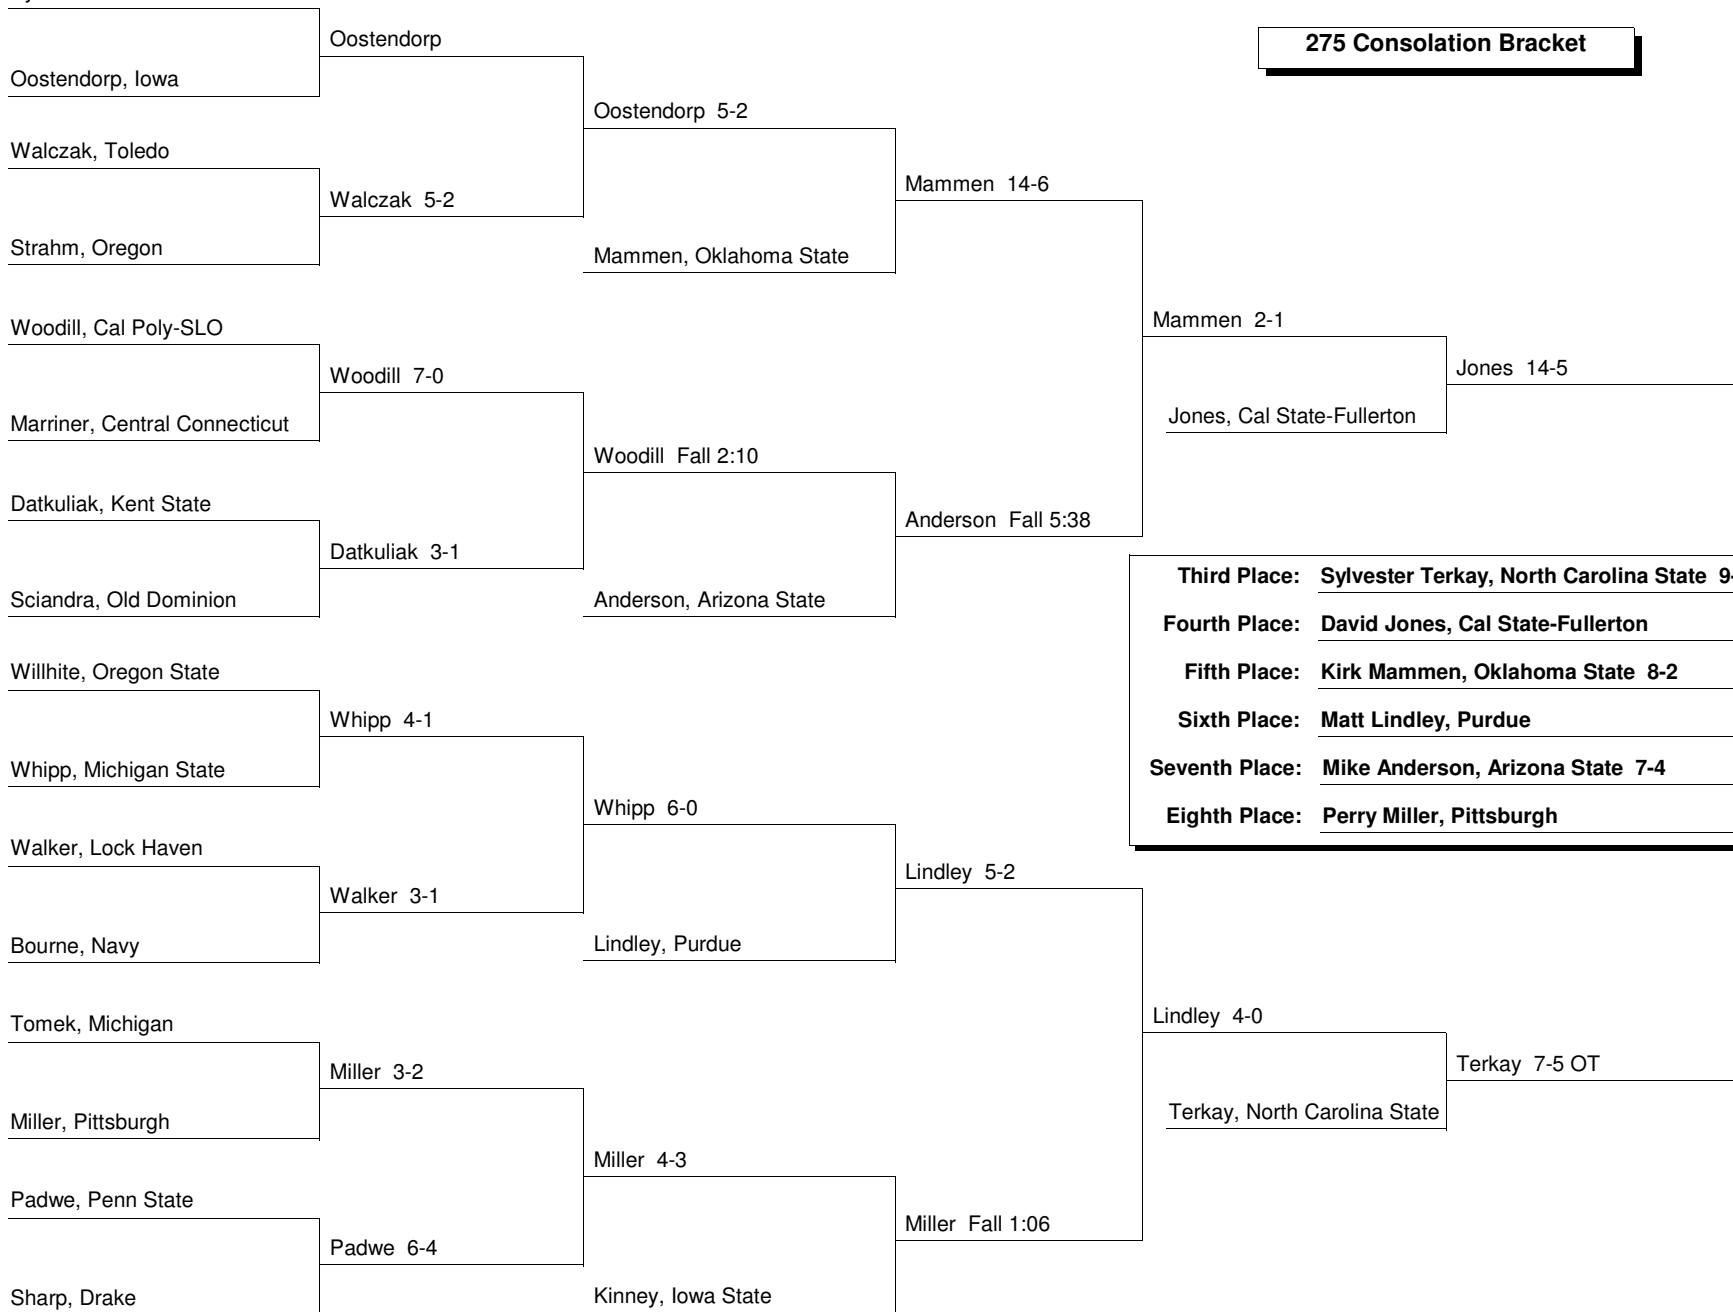 275 Consolation Bracket
Oostendorp
Oostendorp, Iowa
Oostendorp 5-2
Walczak, Toledo
Walczak 5-2
Strahm, Oregon
Mammen, Oklahoma State
Mammen 14-6
Woodill, Cal Poly-SLO
Woodill 7-0
Marriner, Central Connecticut
Woodill Fall 2:10
Datkuliak, Kent State
Datkuliak 3-1
Sciandra, Old Dominion
Anderson, Arizona State
Anderson Fall 5:38
Mammen 2-1
Jones, Cal State-Fullerton
Jones 14-5
Third Place: Sylvester Terkay, North Carolina State 9-
Fourth Place: David Jones, Cal State-Fullerton
Fifth Place: Kirk Mammen, Oklahoma State 8-2
Sixth Place: Matt Lindley, Purdue
Seventh Place: Mike Anderson, Arizona State 7-4
Eighth Place: Perry Miller, Pittsburgh
Willhite, Oregon State
Whipp 4-1
Whipp, Michigan State
Whipp 6-0
Walker, Lock Haven
Walker 3-1
Bourne, Navy
Lindley, Purdue
Lindley 5-2
Tomek, Michigan
Miller 3-2
Miller, Pittsburgh
Miller 4-3
Padwe, Penn State
Padwe 6-4
Sharp, Drake
Kinney, Iowa State
Miller Fall 1:06
Lindley 4-0
Terkay, North Carolina State
Terkay 7-5 OT